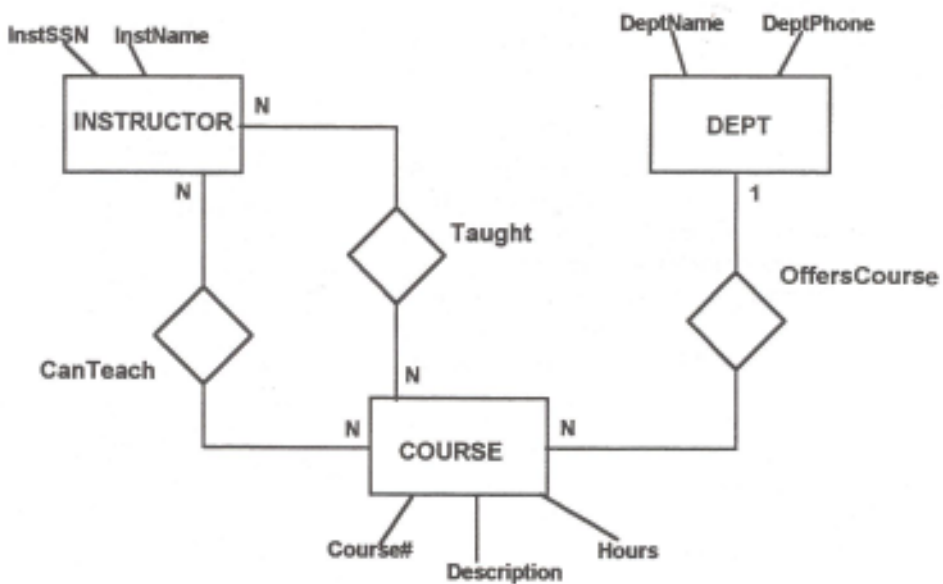 InstSSN InstName
DeptName DeptPhone
INSTRUCTOR
N
N
DEPT
1
Taught
OffersCourse
CanTeach
N
N
N
COURSE
Course#
Description
Hours